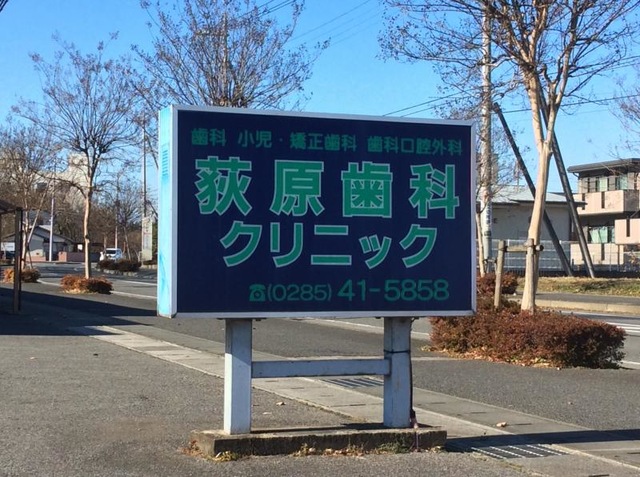 歯科 小児・矯正歯科 歯科口腔外科
荻原歯科
クリニック
☎(0285) 41-5858